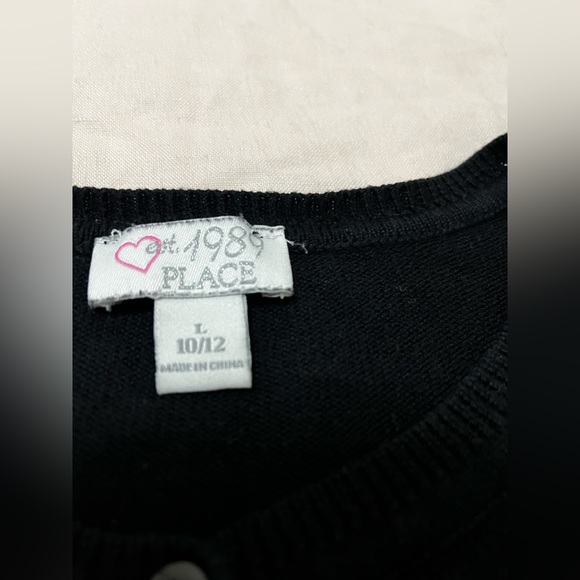 est. 1989
PLACE
L
10/12
MADE IN CHINA